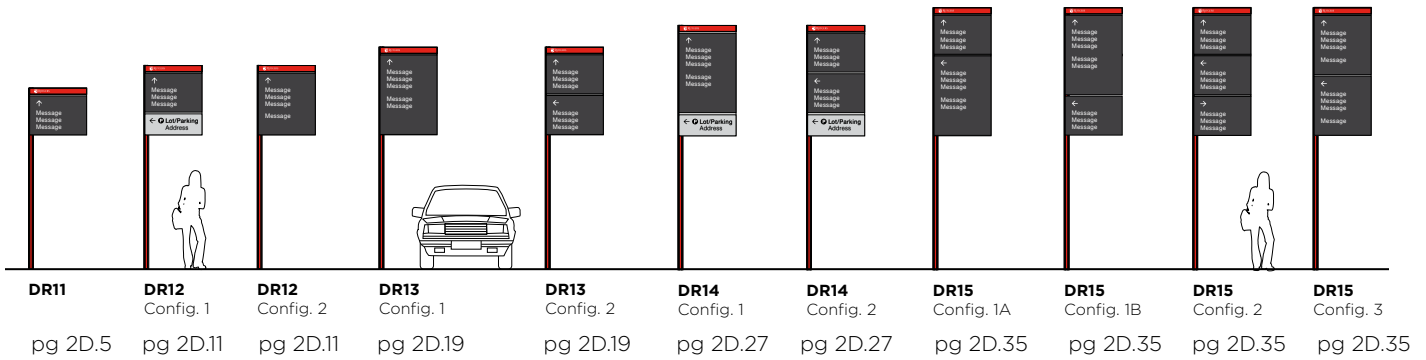 ↑
Message
Message
Message
↑
Message
Message
Message
← P Lot/Parking
Address
↑
Message
Message
Message
Message
↑
Message
Message
Message
Message
Message
↑
Message
Message
Message
←
Message
Message
Message
↑
Message
Message
Message
Message
Message
← P Lot/Parking
Address
↑
Message
Message
Message
←
Message
Message
Message
← P Lot/Parking
Address
↑
Message
Message
Message
←
Message
Message
Message
Message
Message
↑
Message
Message
Message
Message
Message
←
Message
Message
Message
↑
Message
Message
Message
←
Message
Message
Message
→
Message
Message
Message
↑
Message
Message
Message
Message
←
Message
Message
Message
Message
DR11
DR12
Config. 1
DR12
Config. 2
DR13
Config. 1
DR13
Config. 2
DR14
Config. 1
DR14
Config. 2
DR15
Config. 1A
DR15
Config. 1B
DR15
Config. 2
DR15
Config. 3
pg 2D.5
pg 2D.11
pg 2D.11
pg 2D.19
pg 2D.19
pg 2D.27
pg 2D.27
pg 2D.35
pg 2D.35
pg 2D.35
pg 2D.35